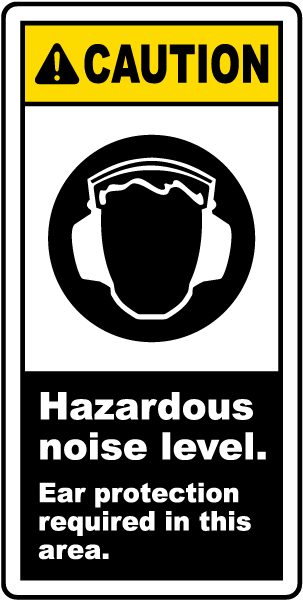 CAUTION
Hazardous
noise level.
Ear protection
required in this
area.